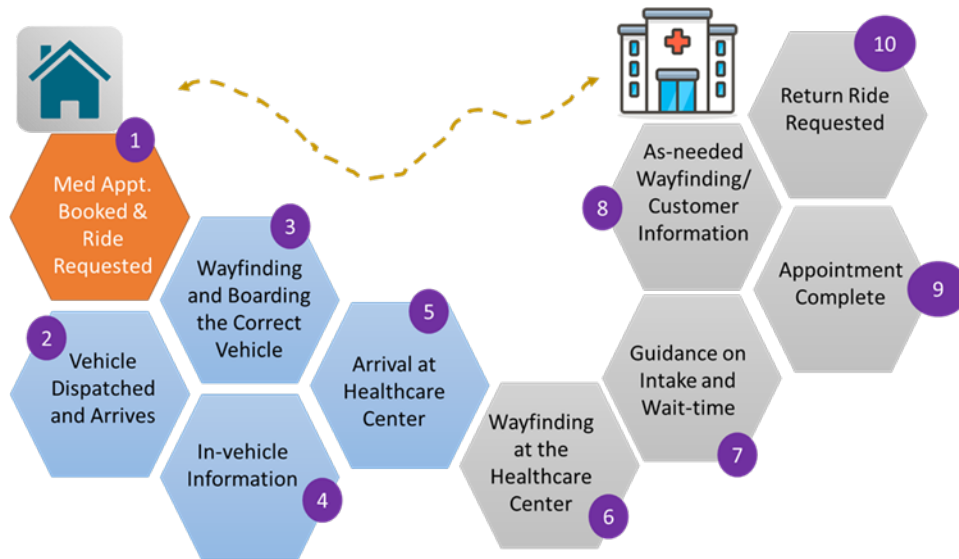 1
Med Appt.
Booked &
Ride
Requested
2
Vehicle
Dispatched
and Arrives
3
Wayfinding
and Boarding
the Correct
Vehicle
4
In-vehicle
Information
5
Arrival at
Healthcare
Center
6
Wayfinding
at the
Healthcare
Center
7
Guidance on
Intake and
Wait-time
8
As-needed
Wayfinding/
Customer
Information
9
Appointment
Complete
10
Return Ride
Requested